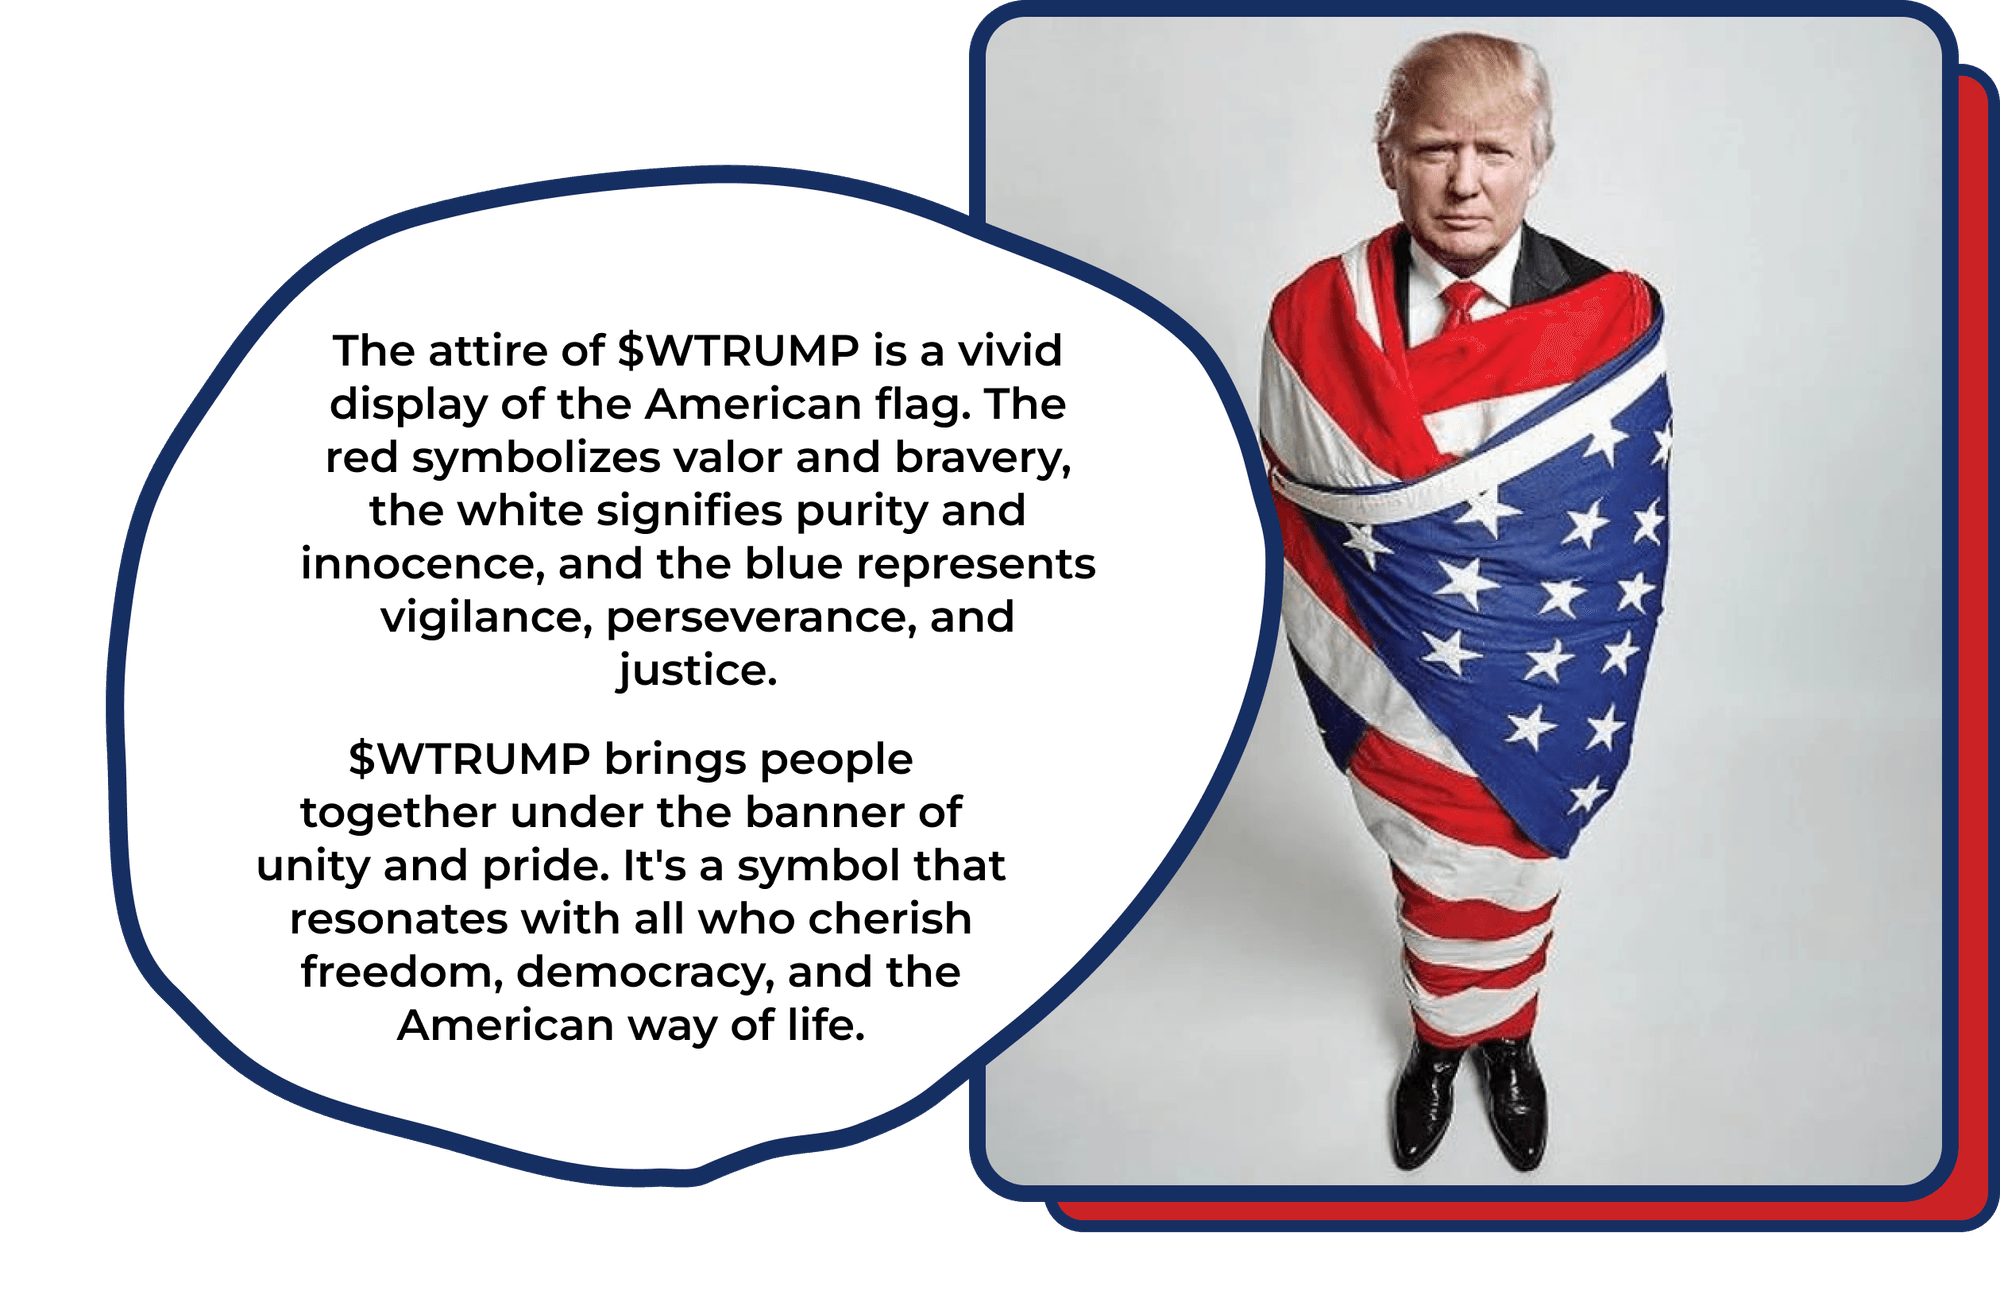 The attire of $WTRUMP is a vivid
display of the American flag. The
red symbolizes valor and bravery,
the white signifies purity and
innocence, and the blue represents
vigilance, perseverance, and
justice.
$WTRUMP brings people
together under the banner of
unity and pride. It's a symbol that
resonates with all who cherish
freedom, democracy, and the
American way of life.